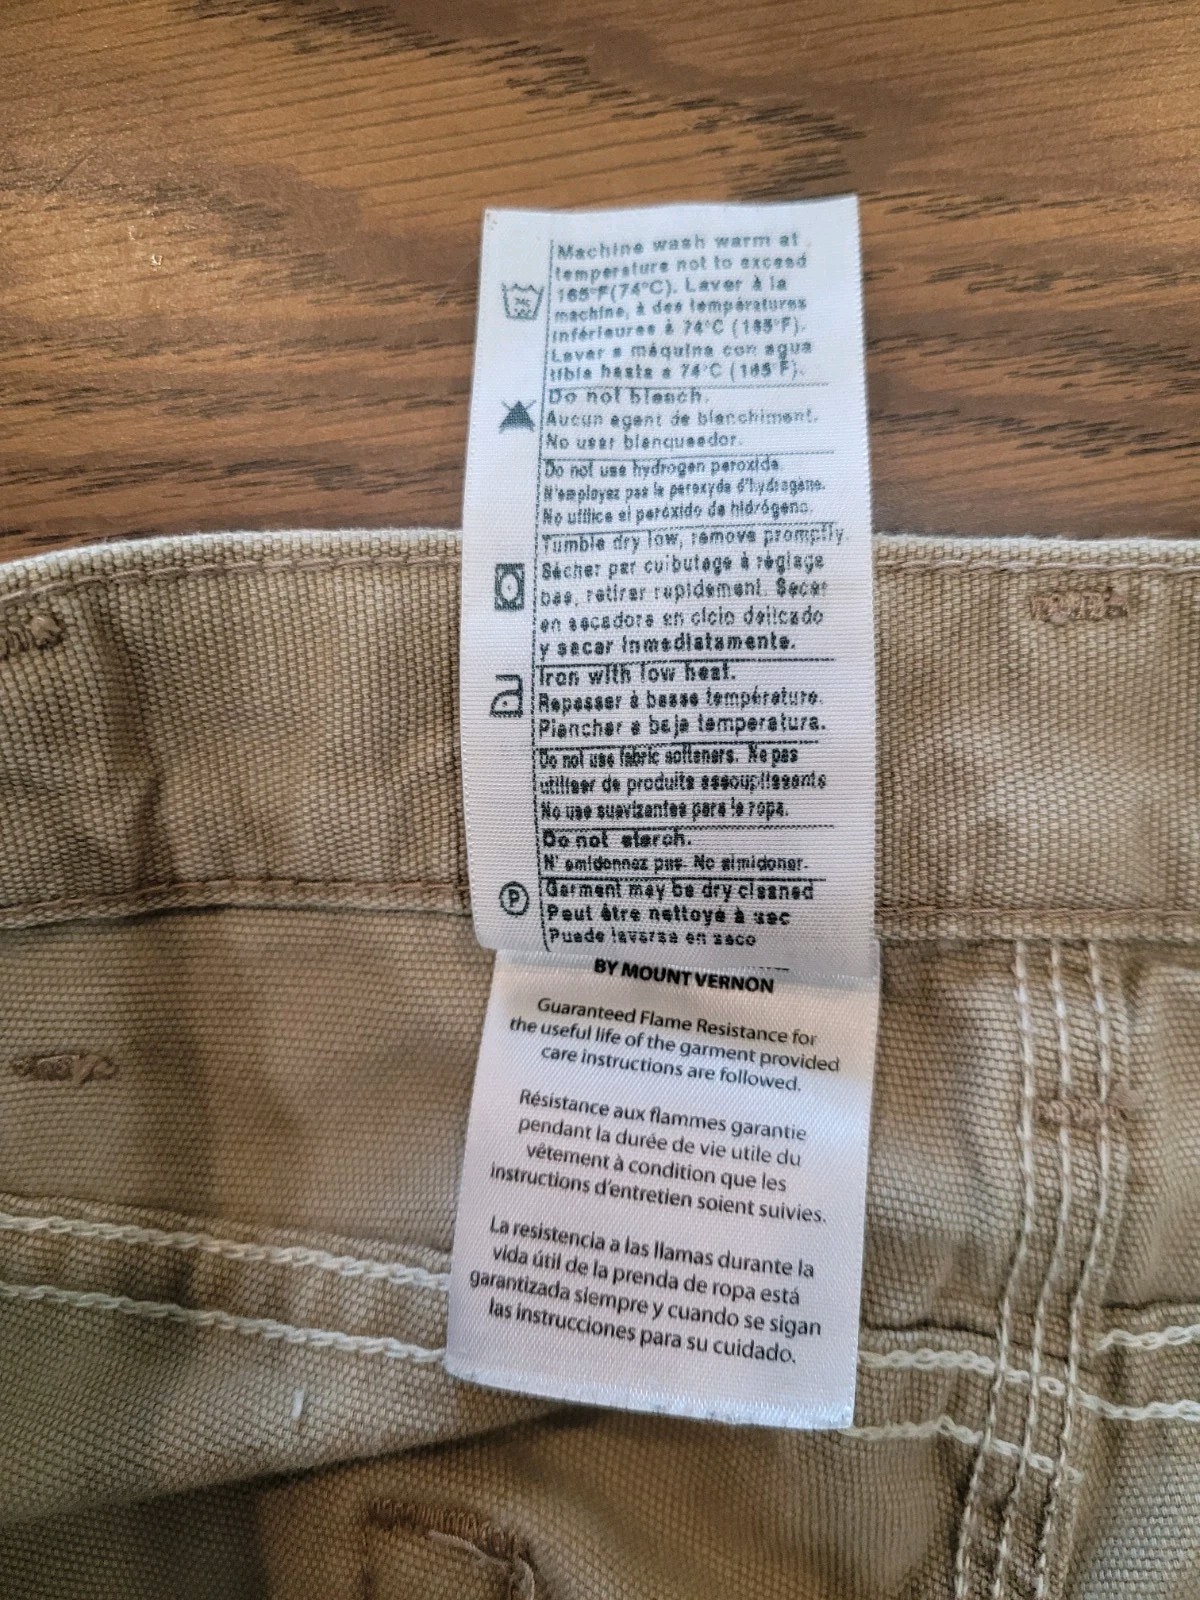 Machine wash warm at
temperature not to exceed
165°F(74°C). Laver à la
machine, à des températures
inférieures à 74°C (165°F).
Lavar a máquina con agua
tibia hasta a 74°C (165°F).
Do not bleach.
Aucun agent de blanchiment.
No usar blanqueador.
Do not use hydrogen peroxide.
N'employez pas le peroxyde d'hydrogène.
No utilice el peróxido de hidrógeno.
Tumble dry low, remove promptly.
Sécher par culbutage à réglage
bas, retirer rapidement. Secar
en secadora en ciclo delicado
y sacar inmediatamente.
Iron with low heat.
Repasser à basse température.
Planchar a baja temperatura.
Do not use fabric softeners. Ne pas
utiliser de produits assouplissants
No use suavizantes para la ropa.
Do not starch.
N'amidonnez pas. No almidonar.
P
Garment may be dry cleaned
Peut être nettoyé à sec
Puede lavarse en seco
BY MOUNT VERNON
Guaranteed Flame Resistance for
the useful life of the garment provided
care instructions are followed.
Résistance aux flammes garantie
pendant la durée de vie utile du
vêtement à condition que les
instructions d'entretien soient suivies.
La resistencia a las llamas durante la
vida útil de la prenda de ropa está
garantizada siempre y cuando se sigan
las instrucciones para su cuidado.